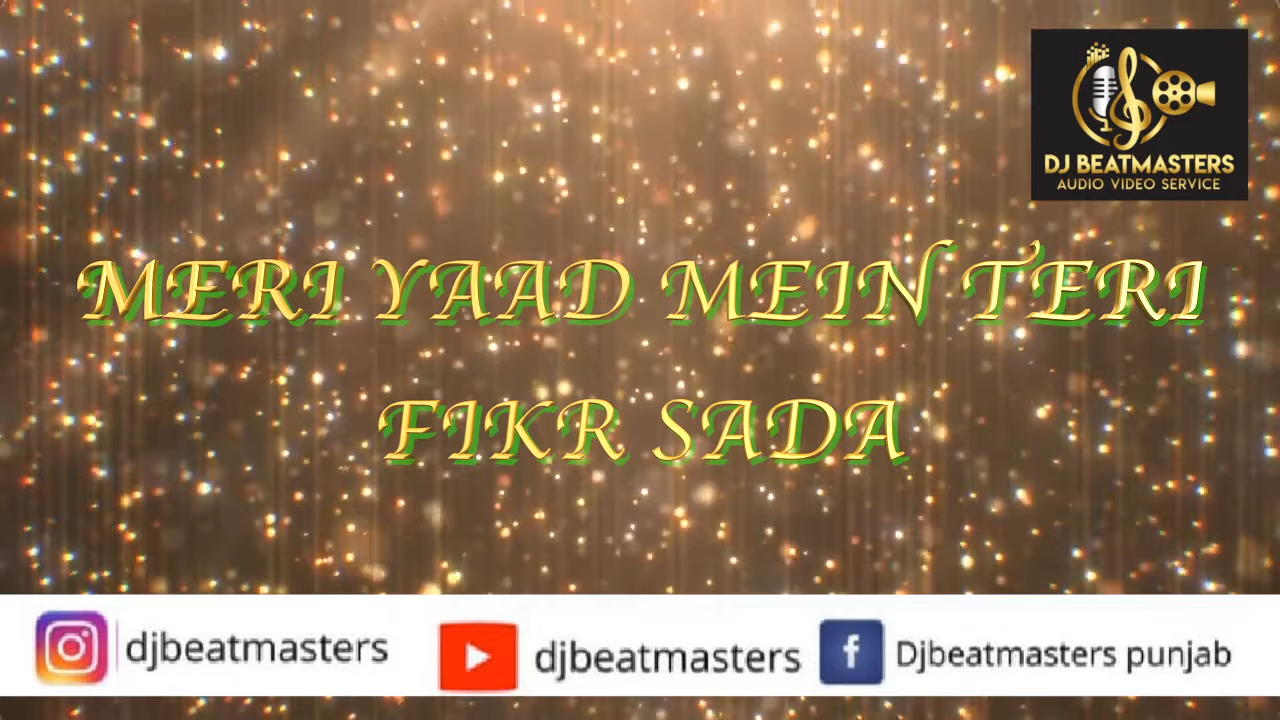 DJ BEATMASTERS
AUDIO VIDEO SERVICE
MERI YAAD MEIN TERI
FIKR SADA
djbeatmasters
djbeatmasters
Djbeatmasters punjab